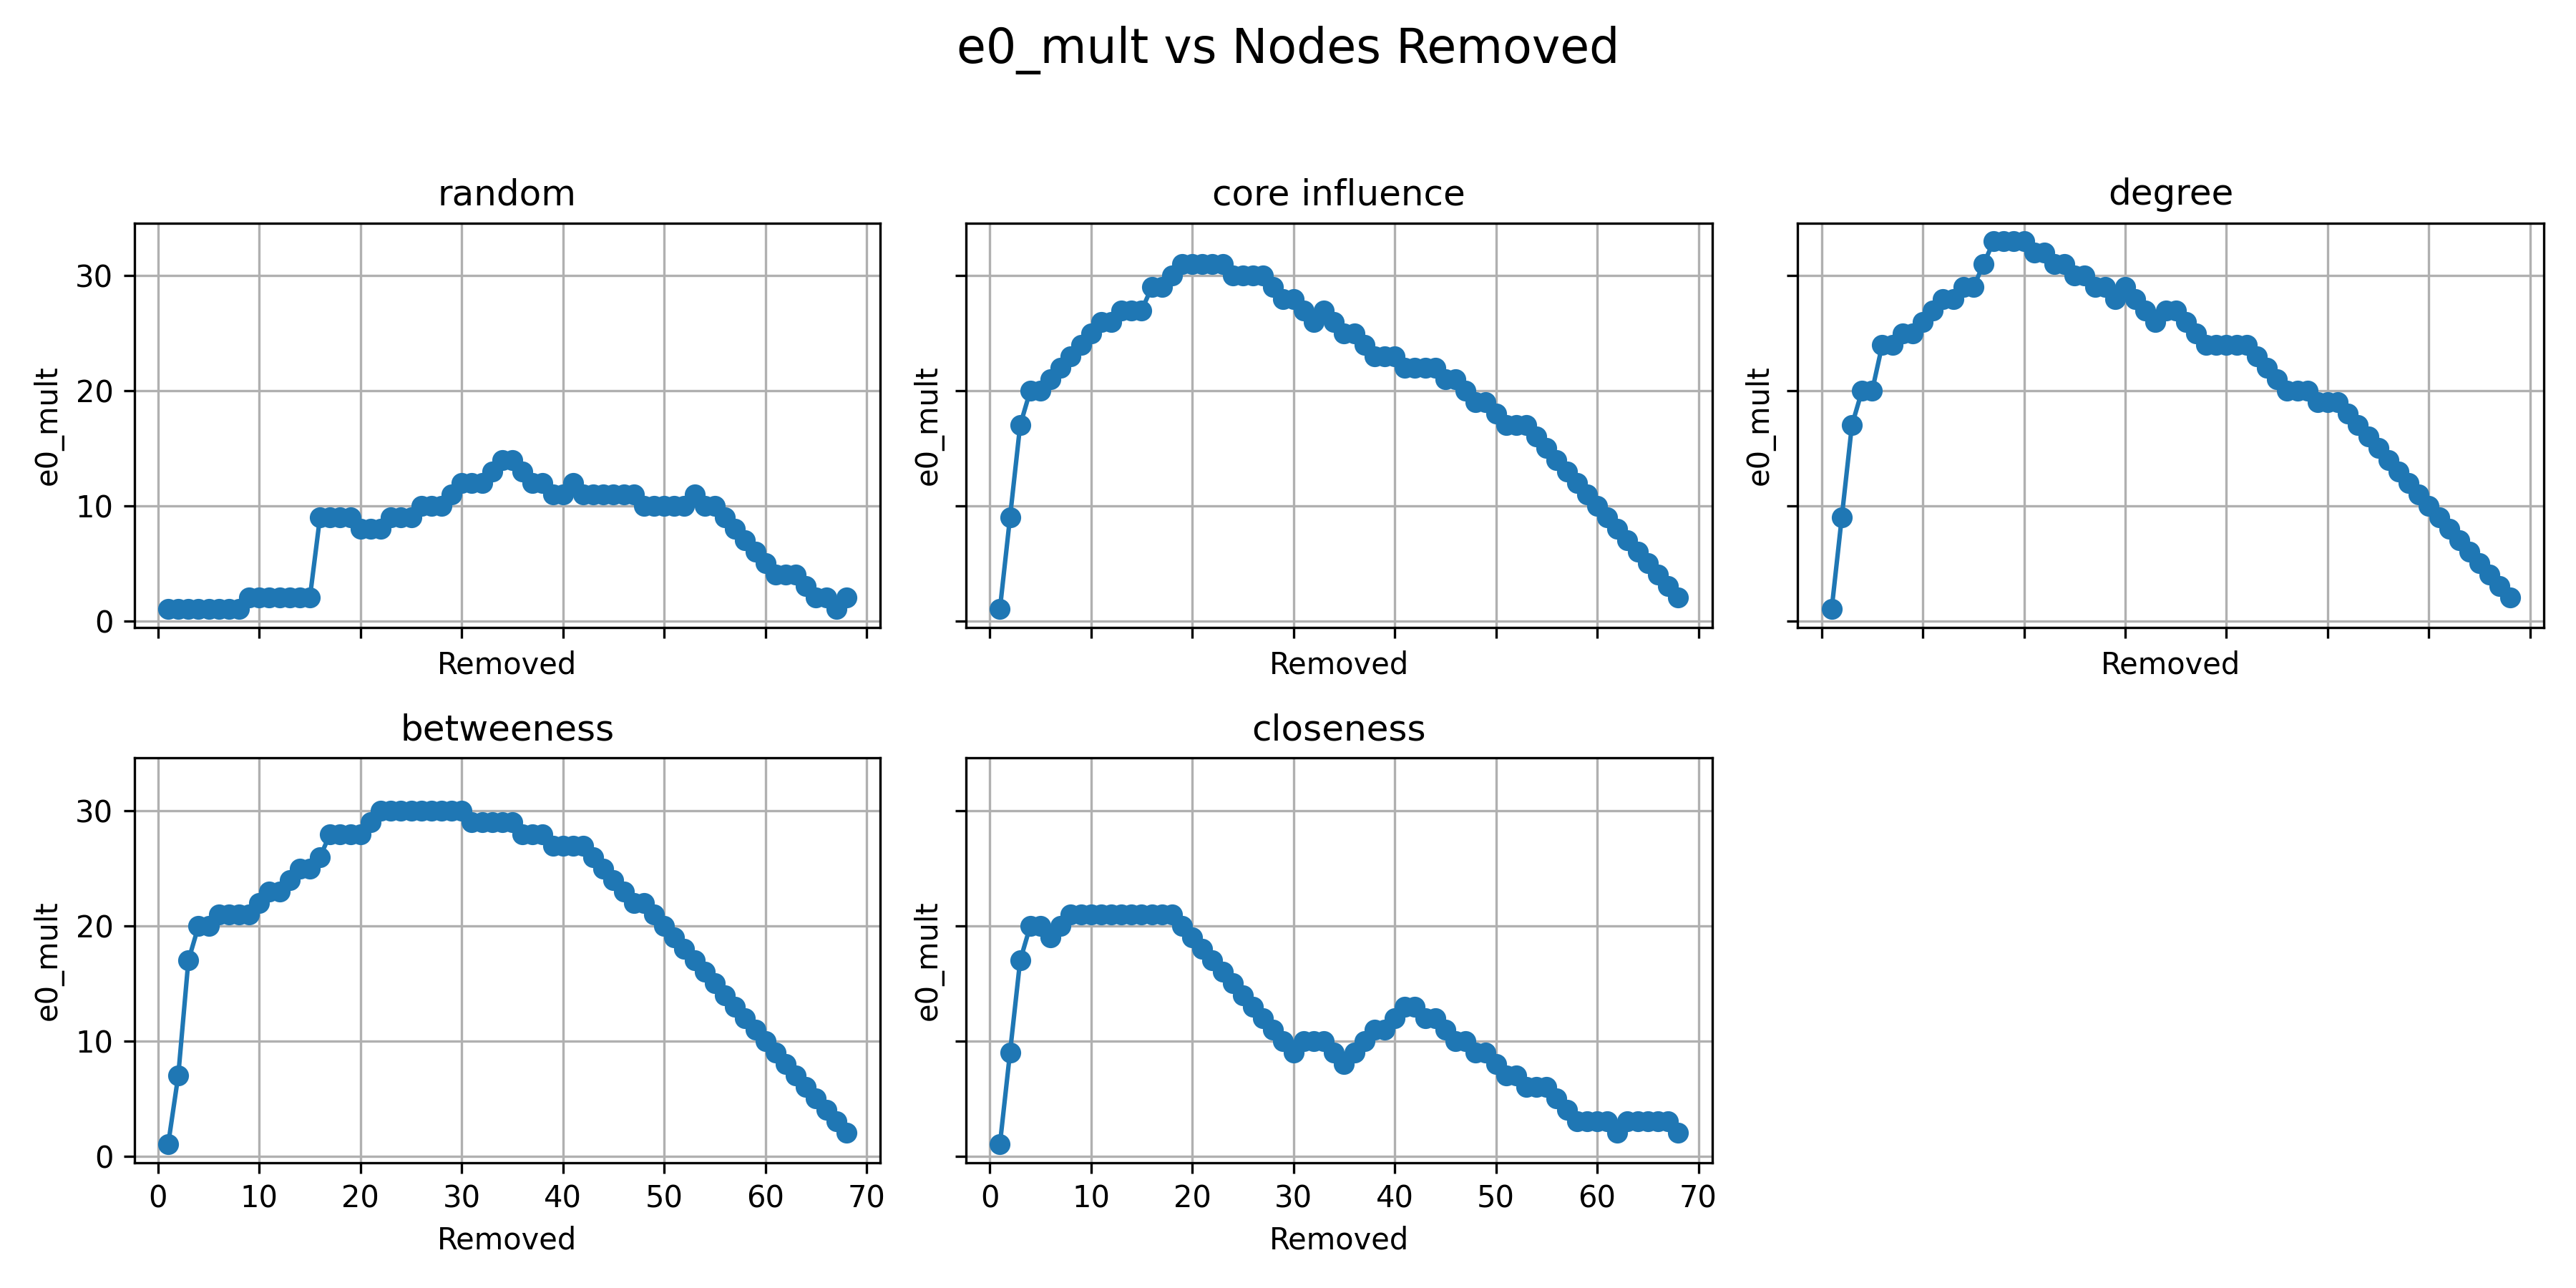 e0_mult vs Nodes Removed
random
core influence
degree
30
20
10
0
e0_mult
e0_mult
e0_mult
Removed
Removed
Removed
betweeness
closeness
30
20
10
0
e0_mult
e0_mult
0 10 20 30 40 50 60 70
0 10 20 30 40 50 60 70
Removed
Removed